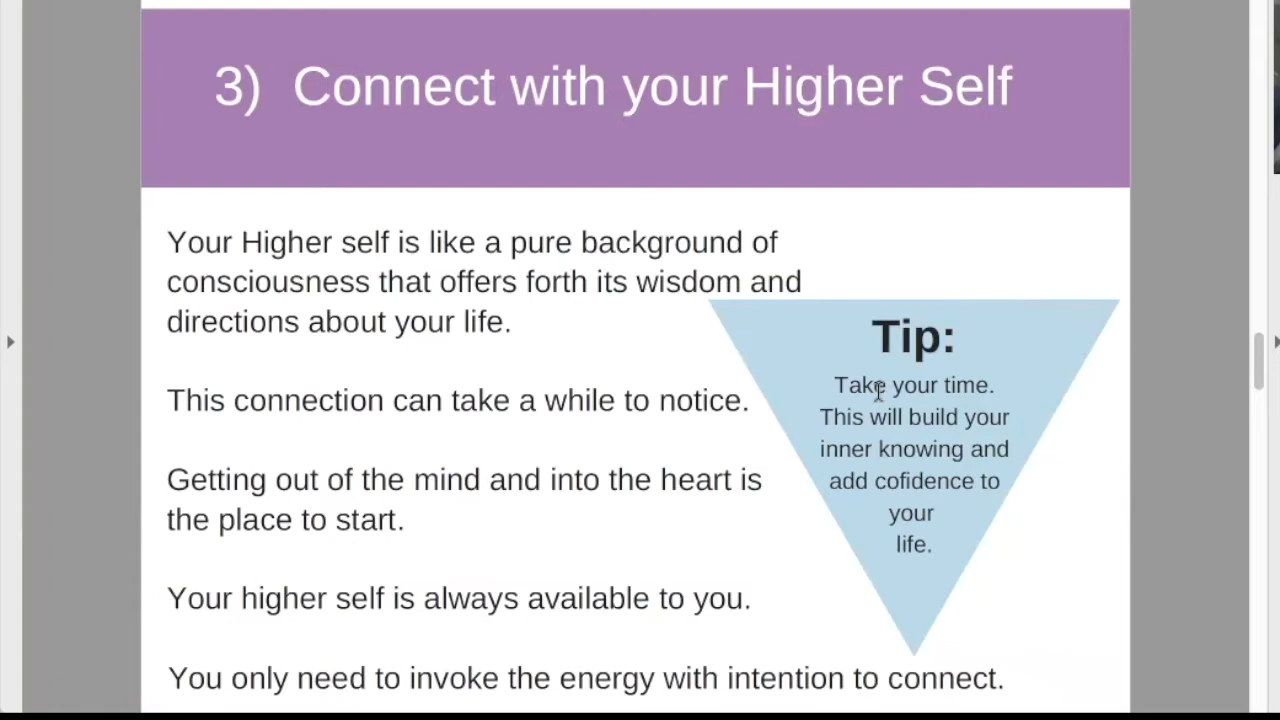 3) Connect with your Higher Self
Your Higher self is like a pure background of
consciousness that offers forth its wisdom and
directions about your life.
This connection can take a while to notice.
Getting out of the mind and into the heart is
the place to start.
Your higher self is always available to you.
You only need to invoke the energy with intention to connect.
Tip:
Take your time.
This will build your
inner knowing and
add cofidence to
your
life.